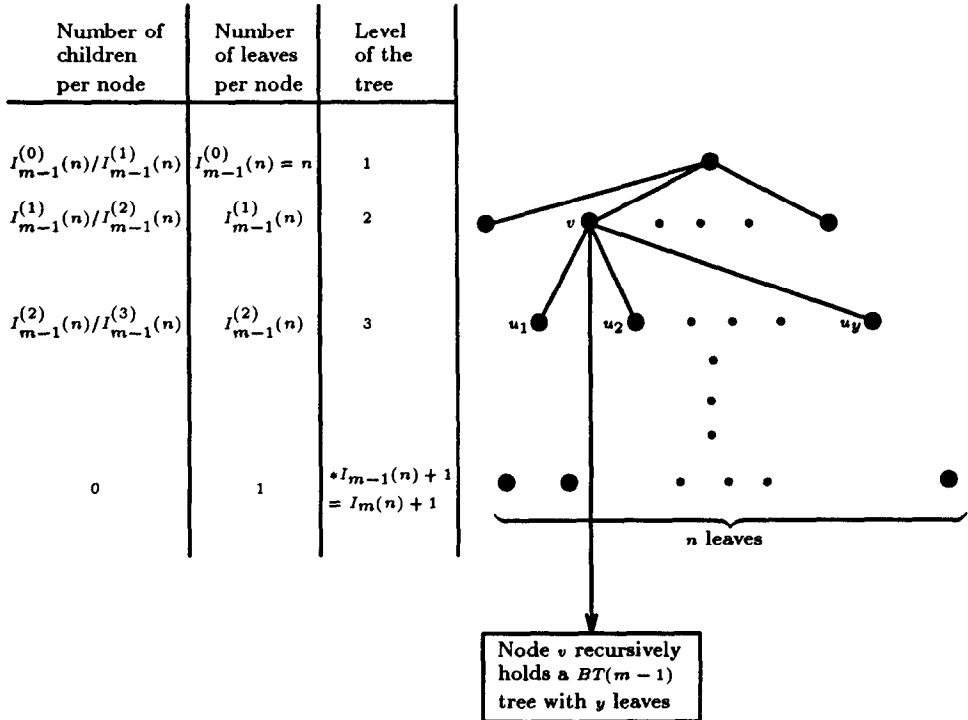 Number of children per node | Number of leaves per node | Level of the tree
I_{m−1}^{(0)}(n)/I_{m−1}^{(1)}(n) | I_{m−1}^{(0)}(n) = n | 1
I_{m−1}^{(1)}(n)/I_{m−1}^{(2)}(n) | I_{m−1}^{(1)}(n) | 2
v
I_{m−1}^{(2)}(n)/I_{m−1}^{(3)}(n) | I_{m−1}^{(2)}(n) | 3
u_1 u_2 u_y
0 | 1 | *I_{m−1}(n) + 1
= I_m(n) + 1
n leaves
Node v recursively
holds a BT(m − 1)
tree with y leaves